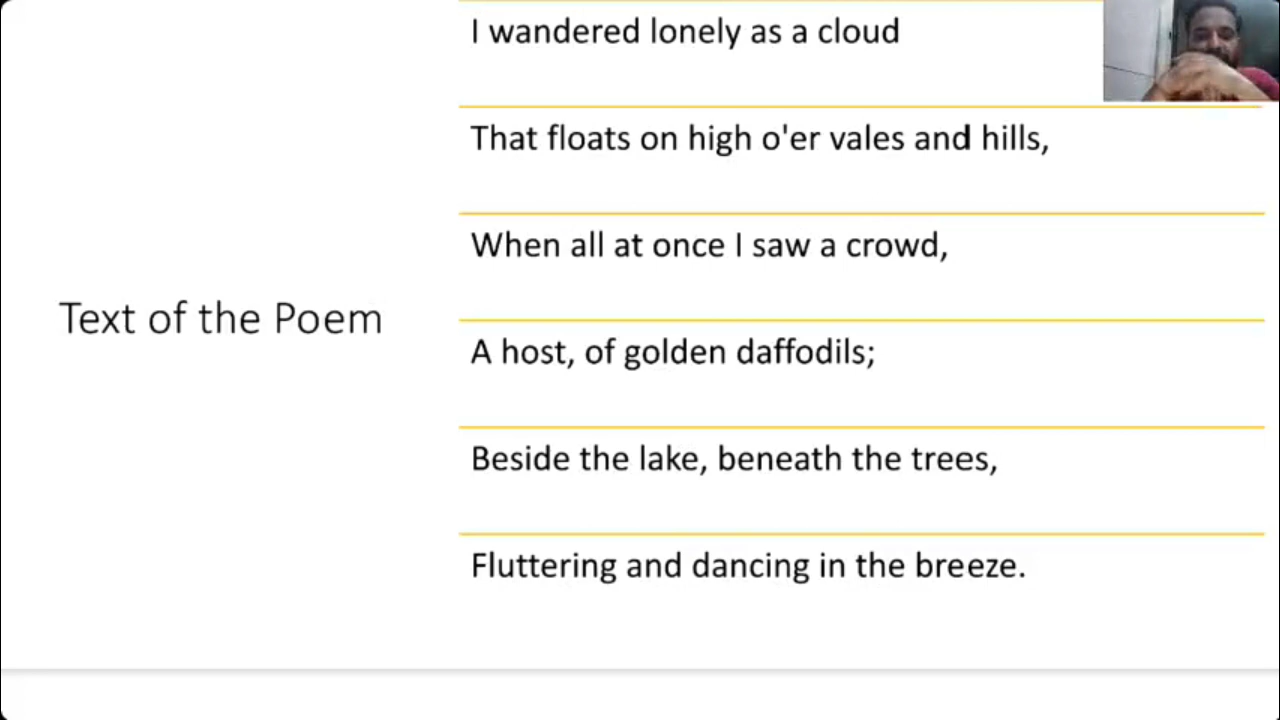 Text of the Poem
I wandered lonely as a cloud
That floats on high o'er vales and hills,
When all at once I saw a crowd,
A host, of golden daffodils;
Beside the lake, beneath the trees,
Fluttering and dancing in the breeze.